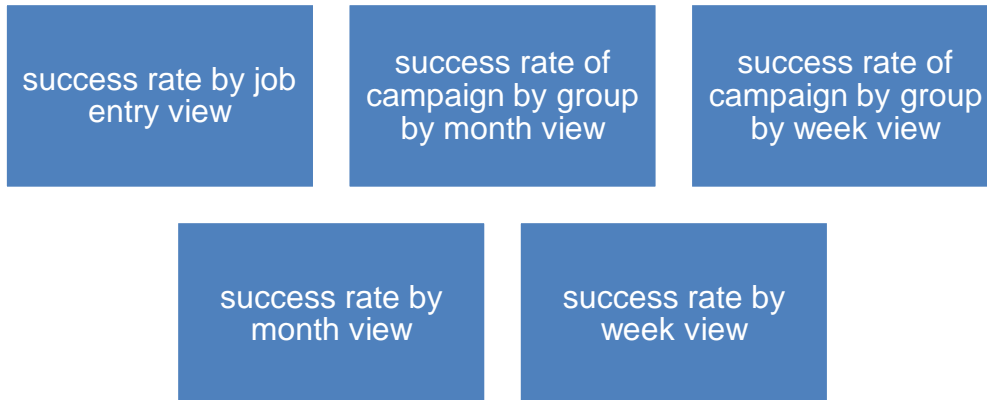 success rate by job
entry view
success rate of
campaign by group
by month view
success rate of
campaign by group
by week view
success rate by
month view
success rate by
week view